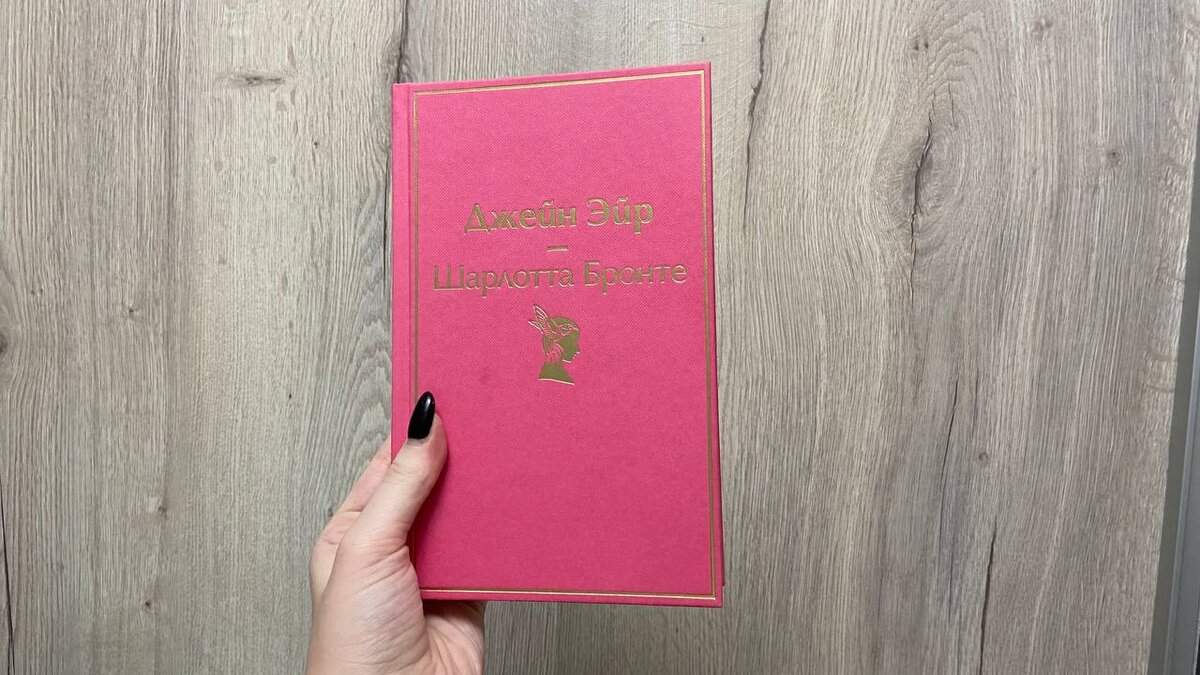 Джейн Эйр
—
Шарлотта Бронте